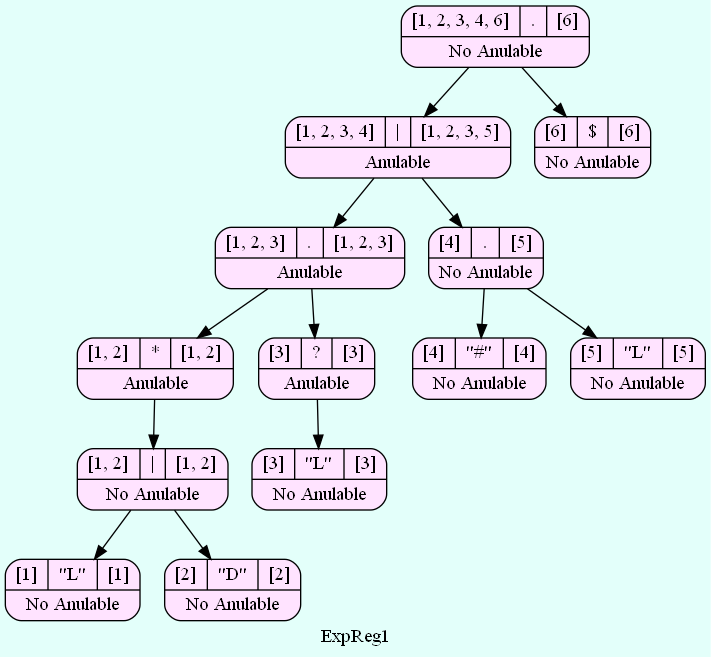 [1, 2, 3, 4, 6] . [6]
No Anulable
[1, 2, 3, 4] | [1, 2, 3, 5]
Anulable
[6] $ [6]
No Anulable
[1, 2, 3] . [1, 2, 3]
Anulable
[4] . [5]
No Anulable
[1, 2] * [1, 2]
Anulable
[3] ? [3]
Anulable
[4] "#" [4]
No Anulable
[5] "L" [5]
No Anulable
[1, 2] | [1, 2]
No Anulable
[3] "L" [3]
No Anulable
[1] "L" [1]
No Anulable
[2] "D" [2]
No Anulable
ExpReg1